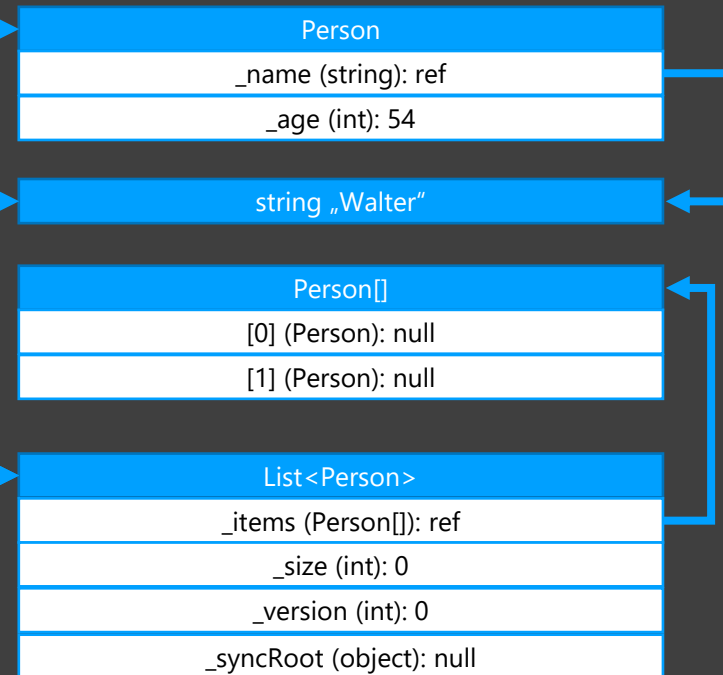 Person
_name (string): ref
_age (int): 54
string „Walter“
Person[]
[0] (Person): null
[1] (Person): null
List<Person>
_items (Person[]): ref
_size (int): 0
_version (int): 0
_syncRoot (object): null